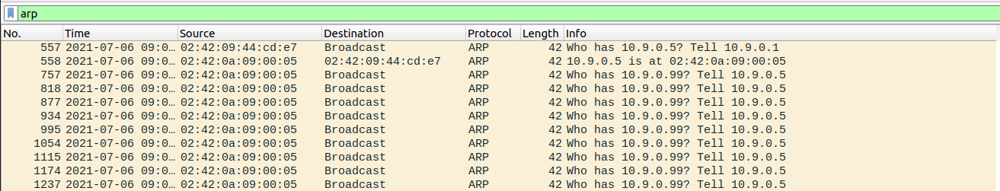 arp
No. Time Source Destination Protocol Length Info
557 2021-07-06 09:0… 02:42:09:44:cd:e7 Broadcast ARP 42 Who has 10.9.0.5? Tell 10.9.0.1
558 2021-07-06 09:0… 02:42:0a:09:00:05 02:42:09:44:cd:e7 ARP 42 10.9.0.5 is at 02:42:0a:09:00:05
757 2021-07-06 09:0… 02:42:0a:09:00:05 Broadcast ARP 42 Who has 10.9.0.99? Tell 10.9.0.5
818 2021-07-06 09:0… 02:42:0a:09:00:05 Broadcast ARP 42 Who has 10.9.0.99? Tell 10.9.0.5
877 2021-07-06 09:0… 02:42:0a:09:00:05 Broadcast ARP 42 Who has 10.9.0.99? Tell 10.9.0.5
934 2021-07-06 09:0… 02:42:0a:09:00:05 Broadcast ARP 42 Who has 10.9.0.99? Tell 10.9.0.5
995 2021-07-06 09:0… 02:42:0a:09:00:05 Broadcast ARP 42 Who has 10.9.0.99? Tell 10.9.0.5
1054 2021-07-06 09:0… 02:42:0a:09:00:05 Broadcast ARP 42 Who has 10.9.0.99? Tell 10.9.0.5
1115 2021-07-06 09:0… 02:42:0a:09:00:05 Broadcast ARP 42 Who has 10.9.0.99? Tell 10.9.0.5
1174 2021-07-06 09:0… 02:42:0a:09:00:05 Broadcast ARP 42 Who has 10.9.0.99? Tell 10.9.0.5
1237 2021-07-06 09:0… 02:42:0a:09:00:05 Broadcast ARP 42 Who has 10.9.0.99? Tell 10.9.0.5